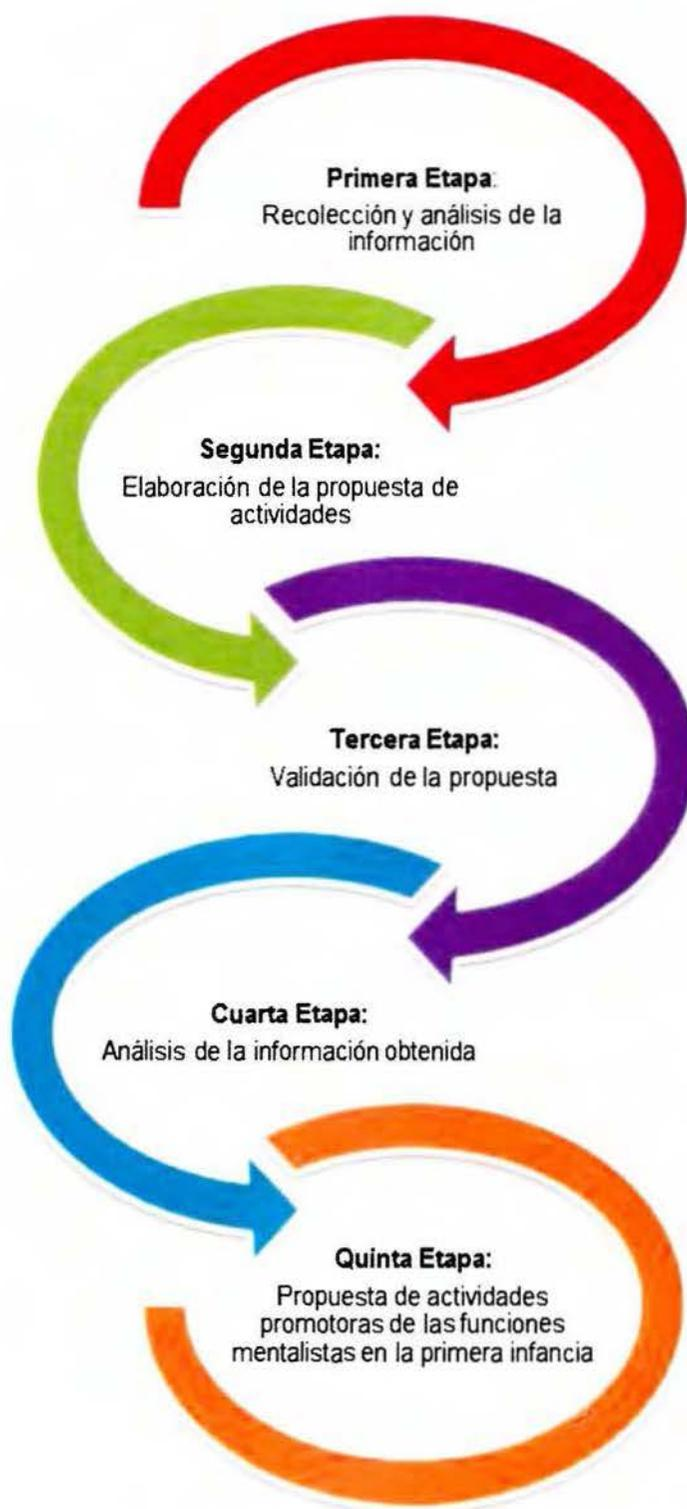 Primera Etapa:
Recolección y análisis de la
información
Segunda Etapa:
Elaboración de la propuesta de
actividades
Tercera Etapa:
Validación de la propuesta
Cuarta Etapa:
Análisis de la información obtenida
Quinta Etapa:
Propuesta de actividades
promotoras de las funciones
mentalistas en la primera infancia